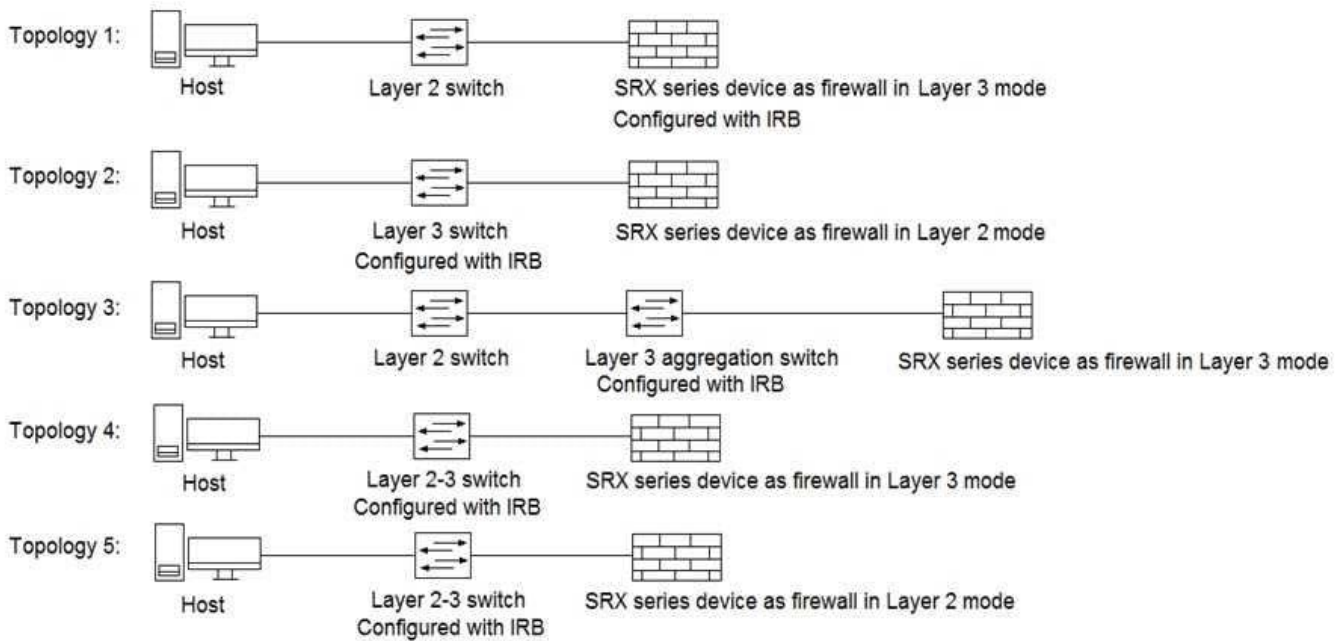 Topology 1:
Host
Layer 2 switch
SRX series device as firewall in Layer 3 mode
Configured with IRB
Topology 2:
Host
Layer 3 switch
Configured with IRB
SRX series device as firewall in Layer 2 mode
Topology 3:
Host
Layer 2 switch
Layer 3 aggregation switch
Configured with IRB
SRX series device as firewall in Layer 3 mode
Topology 4:
Host
Layer 2-3 switch
Configured with IRB
SRX series device as firewall in Layer 3 mode
Topology 5:
Host
Layer 2-3 switch
Configured with IRB
SRX series device as firewall in Layer 2 mode